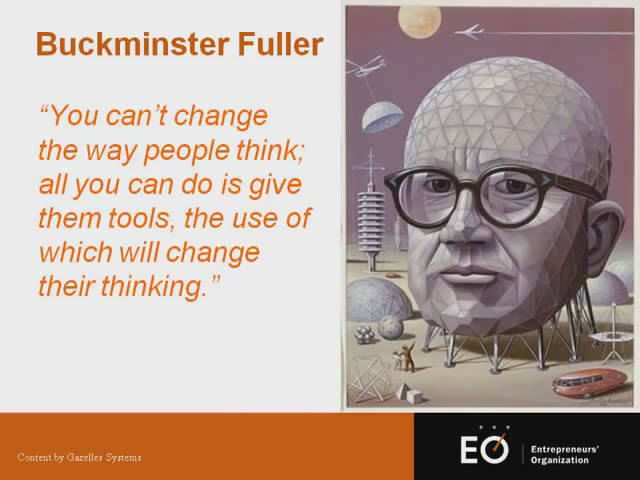 Buckminster Fuller
“You can’t change
the way people think;
all you can do is give
them tools, the use of
which will change
their thinking.”
Content by Gazelles Systems
EO
Entrepreneurs’
Organization